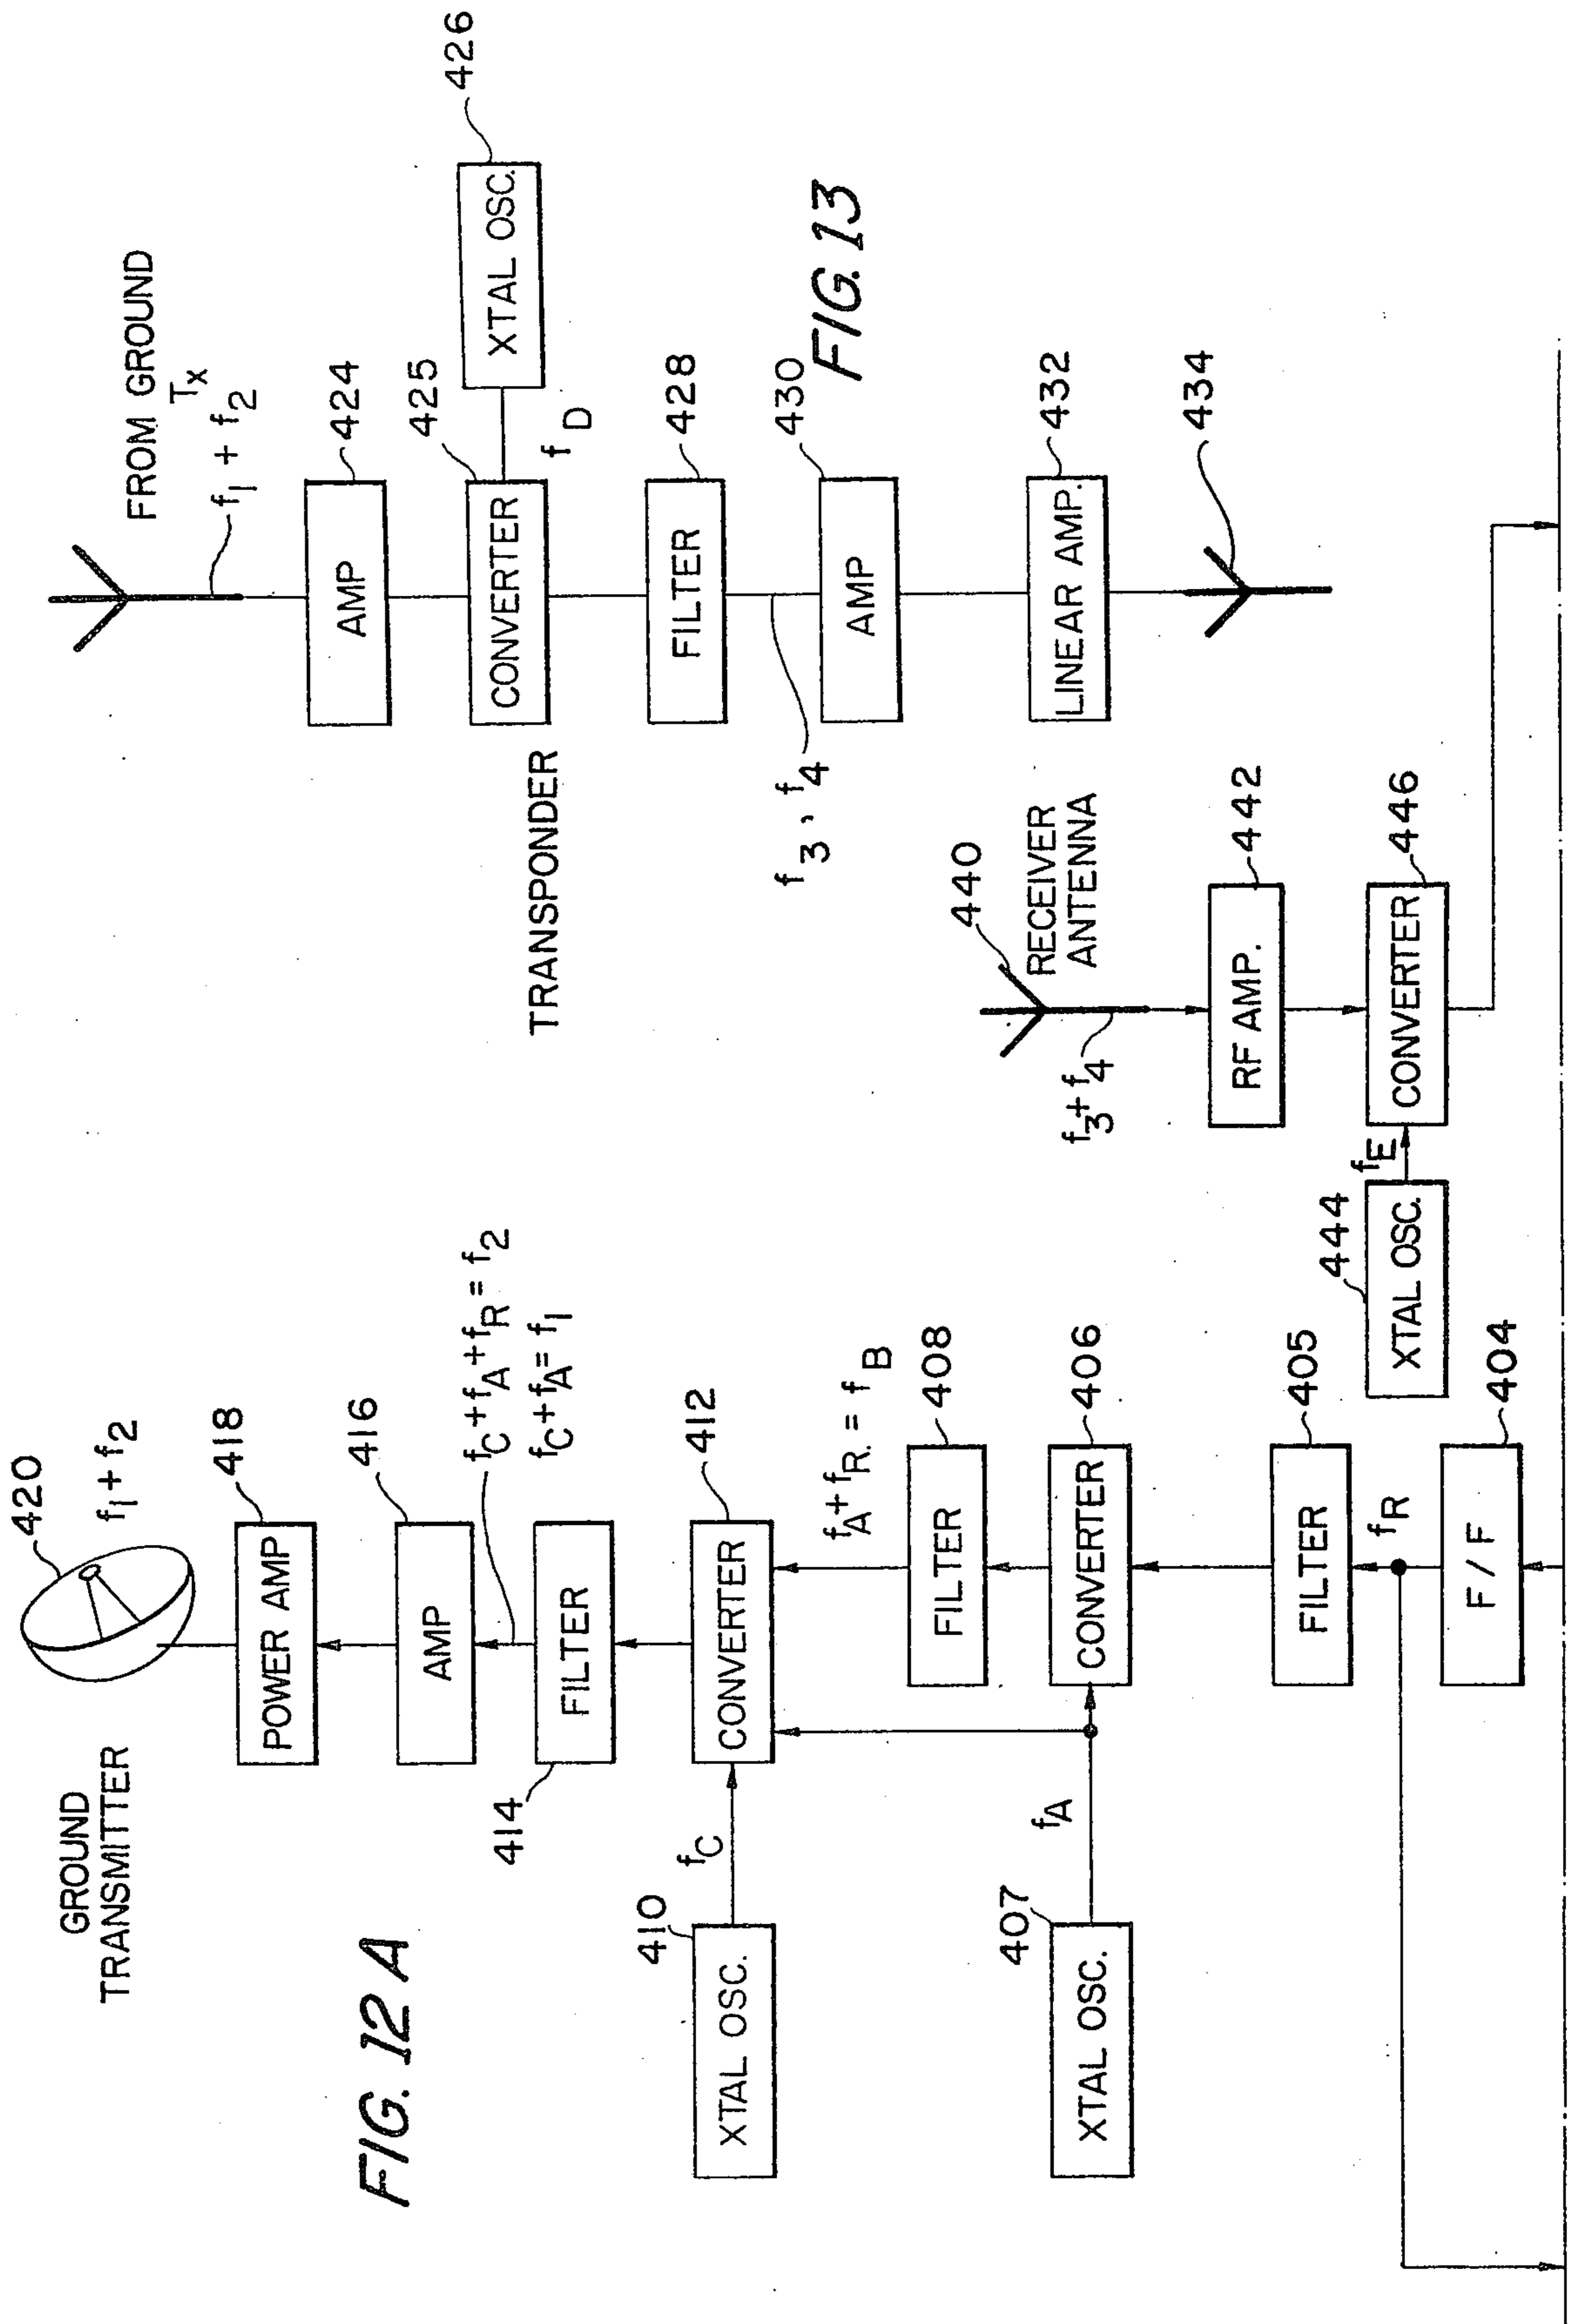 FIG. 12 A
GROUND
TRANSMITTER
420
f1 + f2
POWER AMP
418
AMP
416
fC + fA + fR = f2
fC + fA = f1
FILTER
414
410
XTAL OSC.
fC
CONVERTER
412
fA + fR. = fB
FILTER
408
407
XTAL OSC.
fA
CONVERTER
406
FILTER
405
fR
F / F
404
440
RECEIVER
ANTENNA
f3 + f4
RF AMP.
442
444
XTAL OSC.
fE
CONVERTER
446
FIG. 13
TRANSPONDER
FROM GROUND
TX
f1 + f2
AMP
424
CONVERTER
425
XTAL OSC.
426
f D
FILTER
428
f3 , f4
AMP
430
LINEAR AMP.
432
434